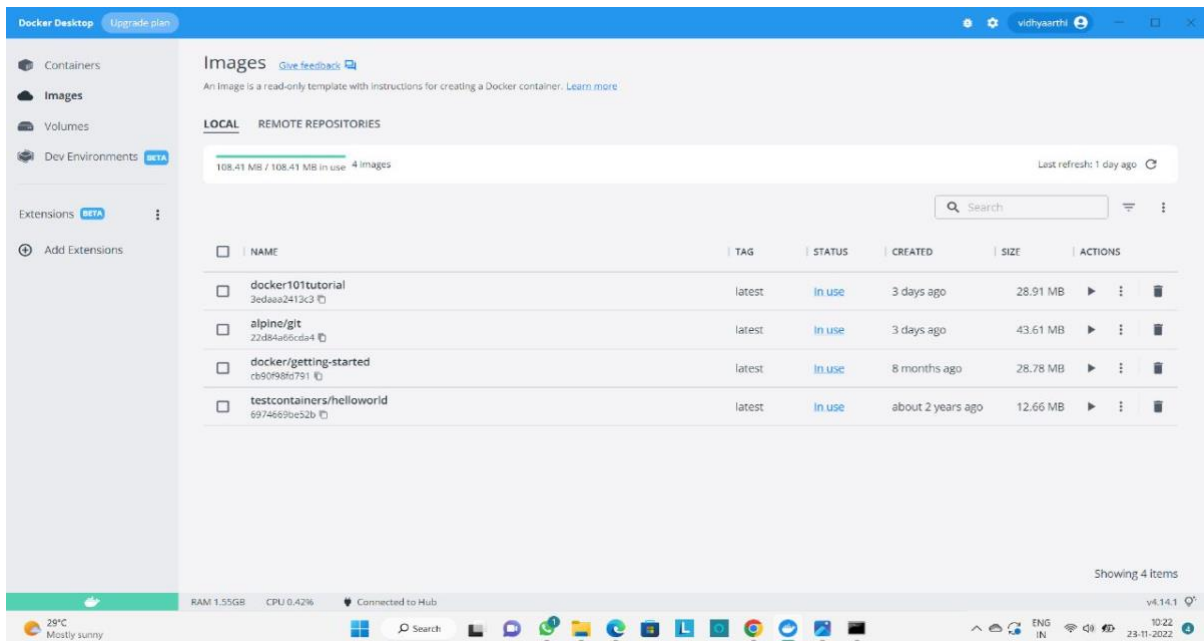 Docker Desktop Upgrade plan vidhyaarthi
Containers
Images
Volumes
Dev Environments BETA
Extensions BETA
Add Extensions
Images Give feedback
An image is a read-only template with instructions for creating a Docker container. Learn more
LOCAL REMOTE REPOSITORIES
108.41 MB / 108.41 MB in use 4 images Last refresh: 1 day ago
Search
NAME TAG STATUS CREATED SIZE ACTIONS
docker101tutorial latest In use 3 days ago 28.91 MB
3edaaa2413c3
alpine/git latest In use 3 days ago 43.61 MB
22d84a66cda4
docker/getting-started latest In use 8 months ago 28.78 MB
cb90f98fd791
testcontainers/helloworld latest In use about 2 years ago 12.66 MB
6974669be52b
Showing 4 items
RAM 1.55GB CPU 0.42% Connected to Hub v4.14.1
29°C
Mostly sunny
Search
ENG
IN
10:22
23-11-2022
4